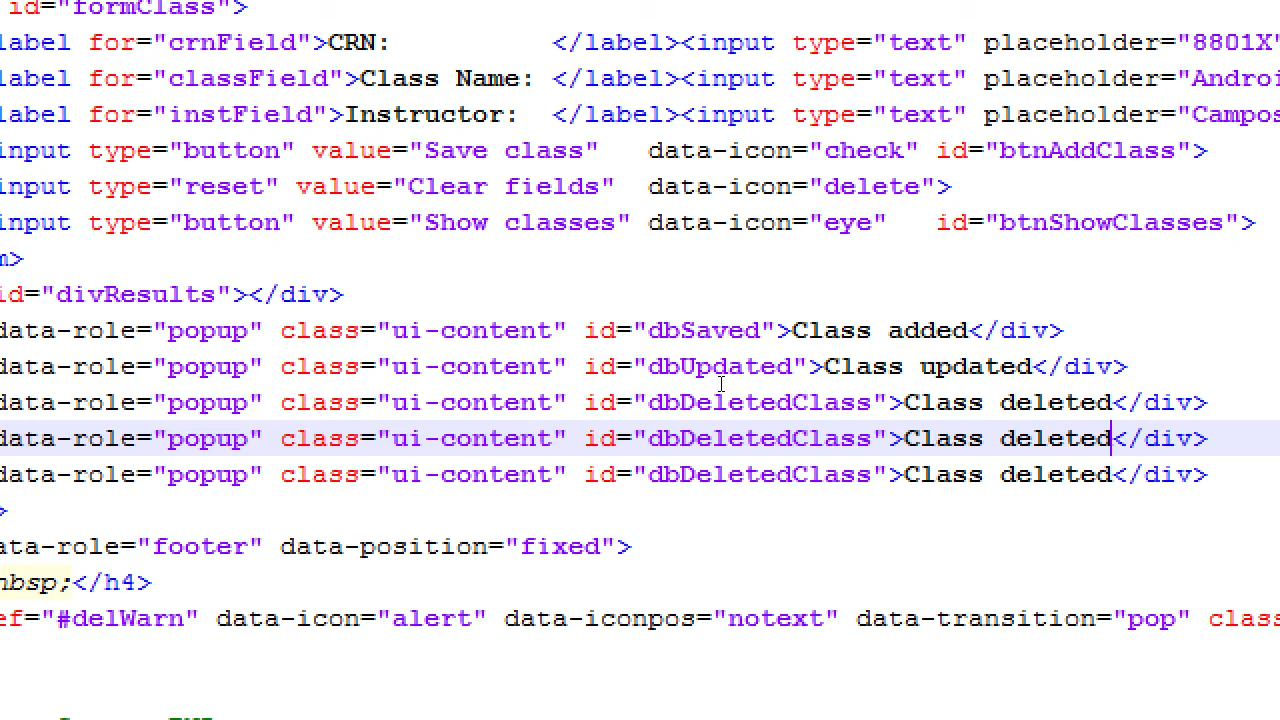 id="formClass">
label for="crnField">CRN: </label><input type="text" placeholder="8801X"
label for="classField">Class Name: </label><input type="text" placeholder="Androi
label for="instField">Instructor: </label><input type="text" placeholder="Campos
input type="button" value="Save class" data-icon="check" id="btnAddClass">
input type="reset" value="Clear fields" data-icon="delete">
input type="button" value="Show classes" data-icon="eye" id="btnShowClasses">
m>
id="divResults"></div>
data-role="popup" class="ui-content" id="dbSaved">Class added</div>
data-role="popup" class="ui-content" id="dbUpdated">Class updated</div>
data-role="popup" class="ui-content" id="dbDeletedClass">Class deleted</div>
data-role="popup" class="ui-content" id="dbDeletedClass">Class deleted</div>
data-role="popup" class="ui-content" id="dbDeletedClass">Class deleted</div>
>
ata-role="footer" data-position="fixed">
nbsp;</h4>
ef="#delWarn" data-icon="alert" data-iconpos="notext" data-transition="pop" class